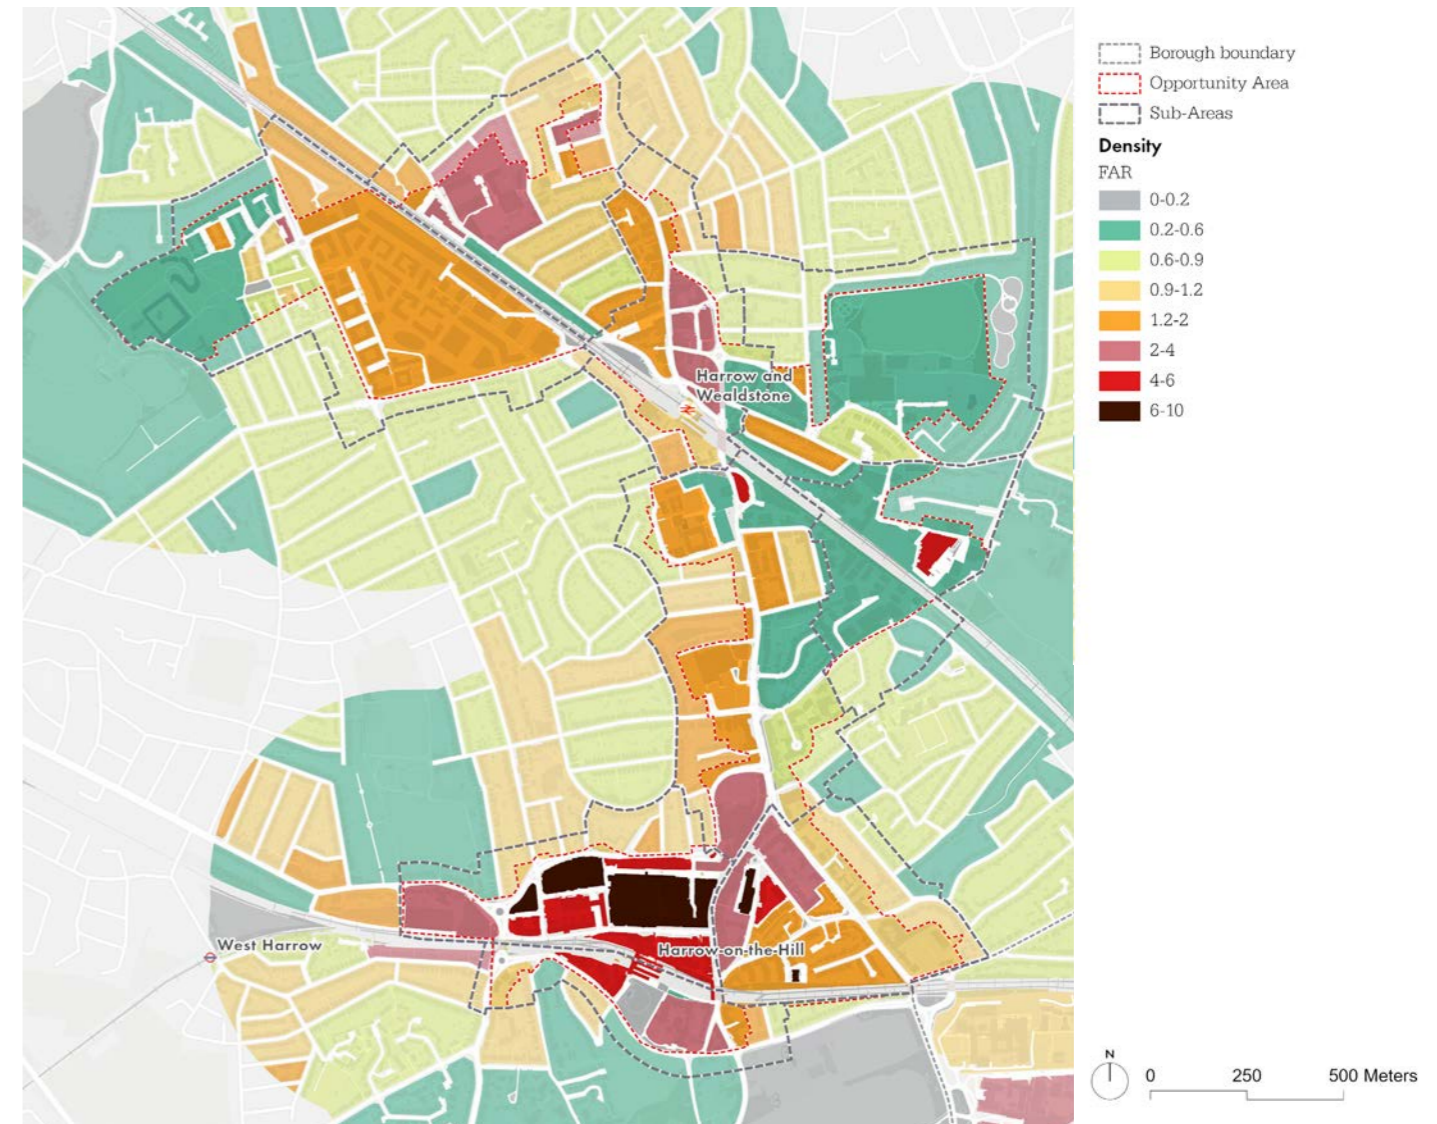 Borough boundary
Opportunity Area
Sub-Areas
Density
FAR
0-0.2
0.2-0.6
0.6-0.9
0.9-1.2
1.2-2
2-4
4-6
6-10
Harrow and
Wealdstone
West Harrow
Harrow-on-the-Hill
N
0 250 500 Meters